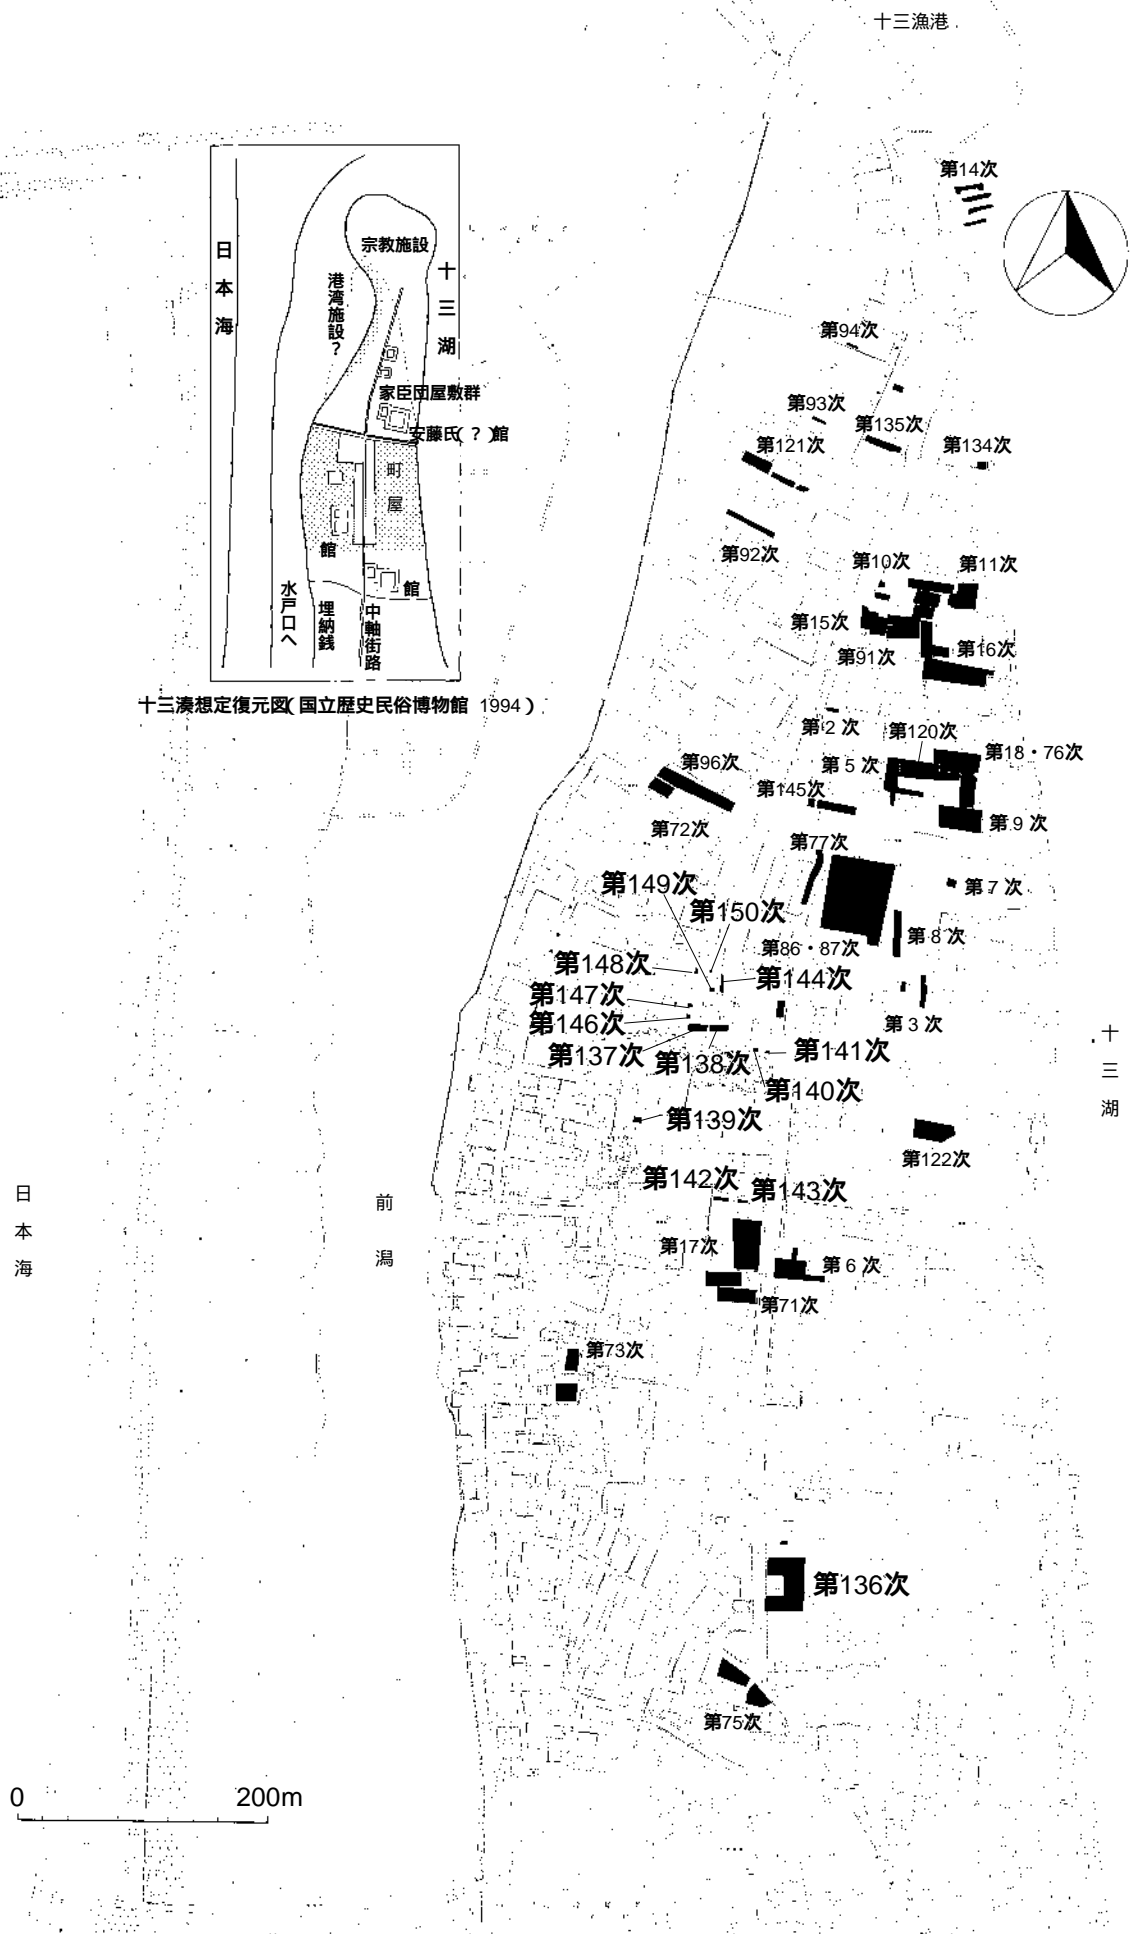 十三漁港
第14次
日本海
宗教施設
十三湖
港湾施設？
家臣団屋敷群
安藤氏(？)館
町屋
館
館
水戸口へ
埋納銭
中軸街路
十三湊想定復元図(国立歴史民俗博物館 1994)
第94次
第93次
第135次
第121次
第134次
第92次
第10次
第11次
第15次
第91次
第16次
第2次
第120次
第5次
第18・76次
第96次
第145次
第72次
第9次
第77次
第149次
第7次
第150次
第86・87次
第8次
第148次
第144次
第147次
第146次
第3次
第137次
第138次
第141次
第140次
十三湖
第139次
第122次
第142次
第143次
日本海
前潟
第17次
第6次
第71次
第73次
第136次
第75次
0 200m